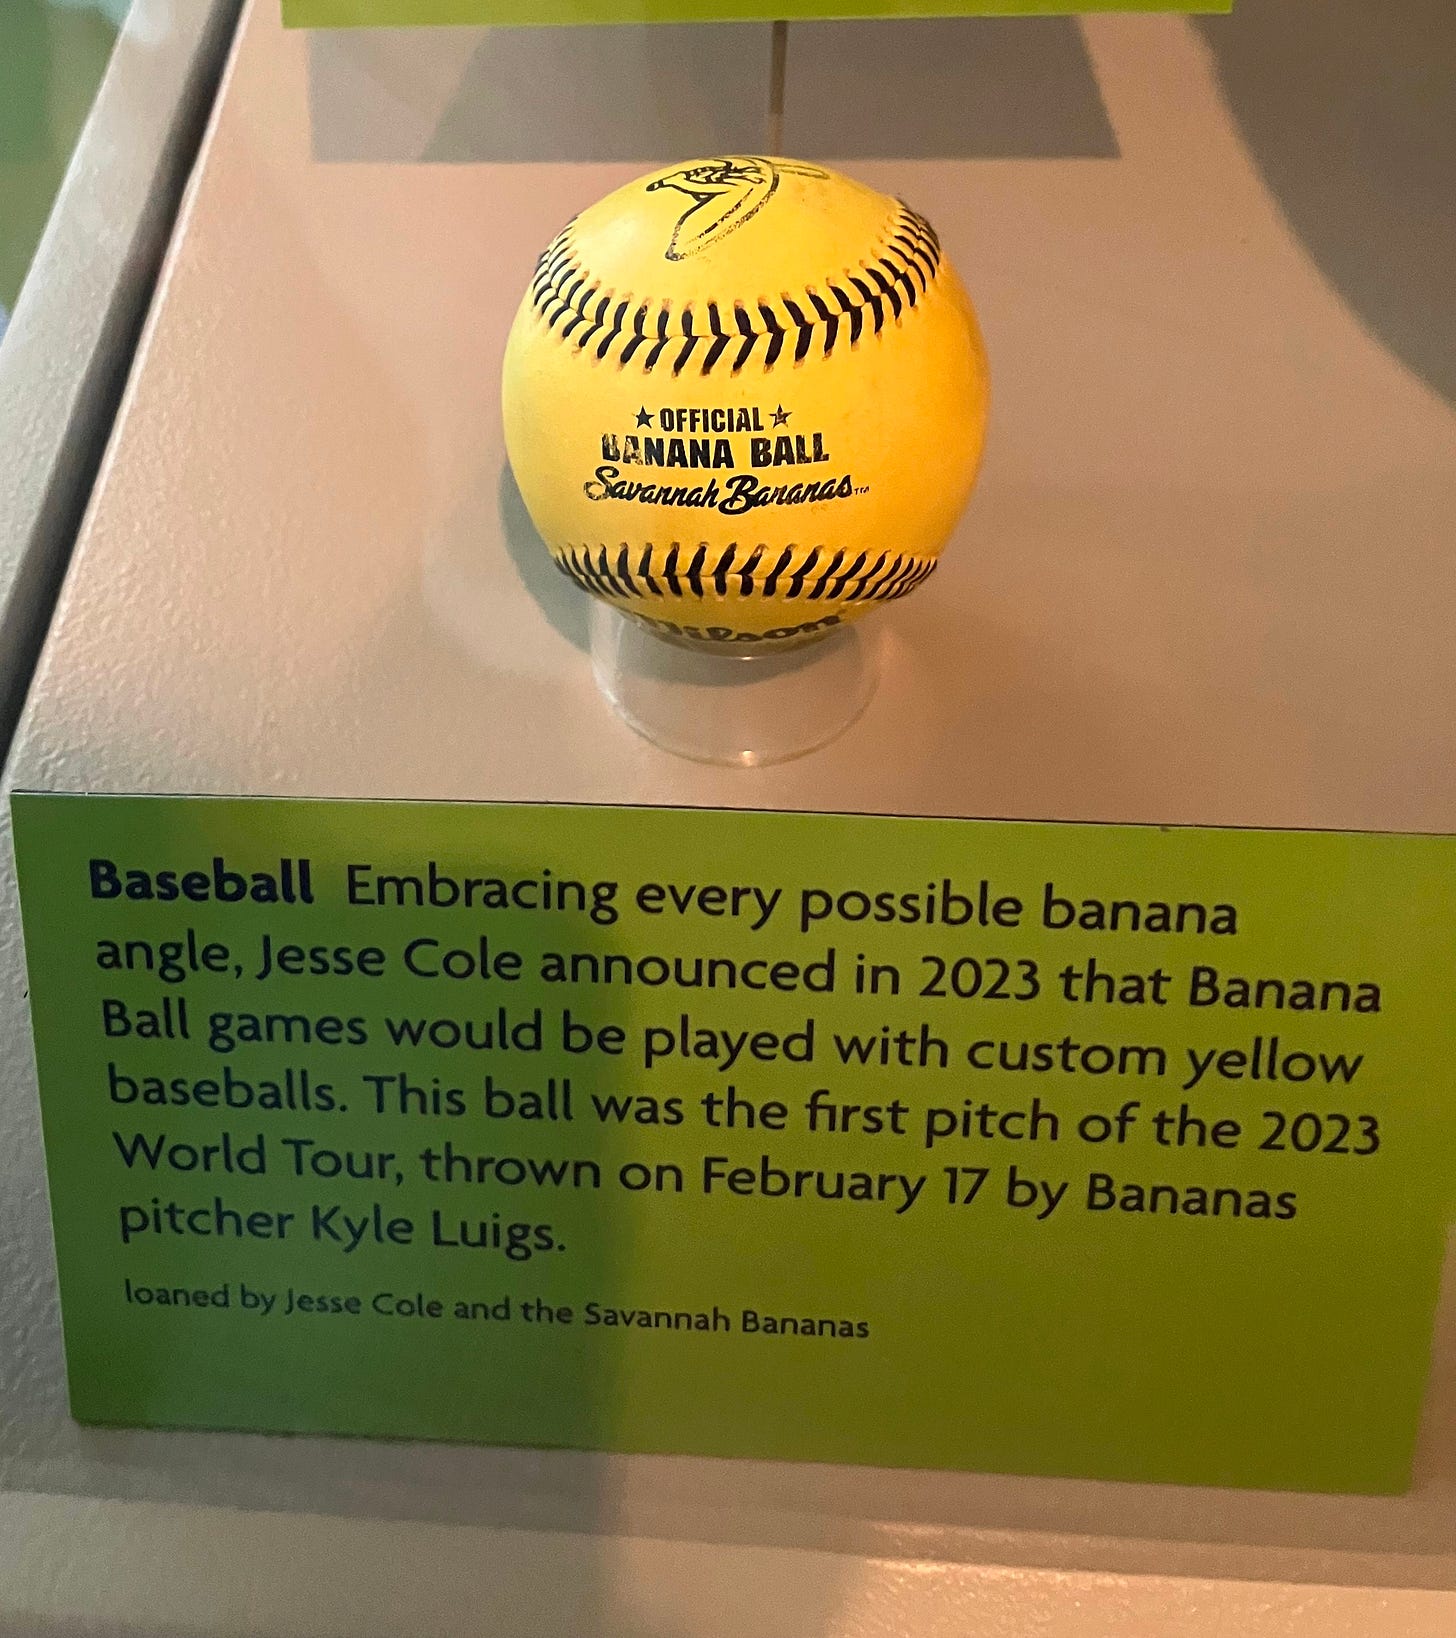 ★ OFFICIAL ★
BANANA BALL
Savannah Bananas™
Wilson
Baseball Embracing every possible banana
angle, Jesse Cole announced in 2023 that Banana
Ball games would be played with custom yellow
baseballs. This ball was the first pitch of the 2023
World Tour, thrown on February 17 by Bananas
pitcher Kyle Luigs.
loaned by Jesse Cole and the Savannah Bananas